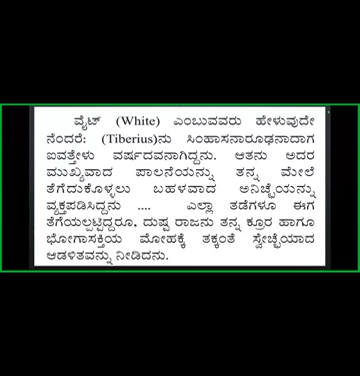 ವೈಟ್ (White) ಎಂಬುವವರು ಹೇಳುವುದೇ
ನೆಂದರೆ: (Tiberius)ನು ಸಿಂಹಾಸನಾರೂಢನಾದಾಗ
ಐವತ್ತೇಳು ವರ್ಷದವನಾಗಿದ್ದನು. ಆತನು ಅದರ
ಮುಖ್ಯವಾದ ಪಾಲನೆಯನ್ನು ತನ್ನ ಮೇಲೆ
ತೆಗೆದುಕೊಳ್ಳಲು ಬಹಳವಾದ ಅನಿಚ್ಛೆಯನ್ನು
ವ್ಯಕ್ತಪಡಿಸಿದ್ದನು .... ಎಲ್ಲಾ ತಡೆಗಳೂ ಈಗ
ತೆಗೆಯಲ್ಪಟ್ಟಿದ್ದರೂ, ದುಷ್ಟ ರಾಜನು ತನ್ನ ಕ್ರೂರ ಹಾಗೂ
ಭೋಗಾಸಕ್ತಿಯ ಮೋಹಕ್ಕೆ ತಕ್ಕಂತೆ ಸ್ವೇಚ್ಛೆಯಾದ
ಆಡಳಿತವನ್ನು ನೀಡಿದನು.